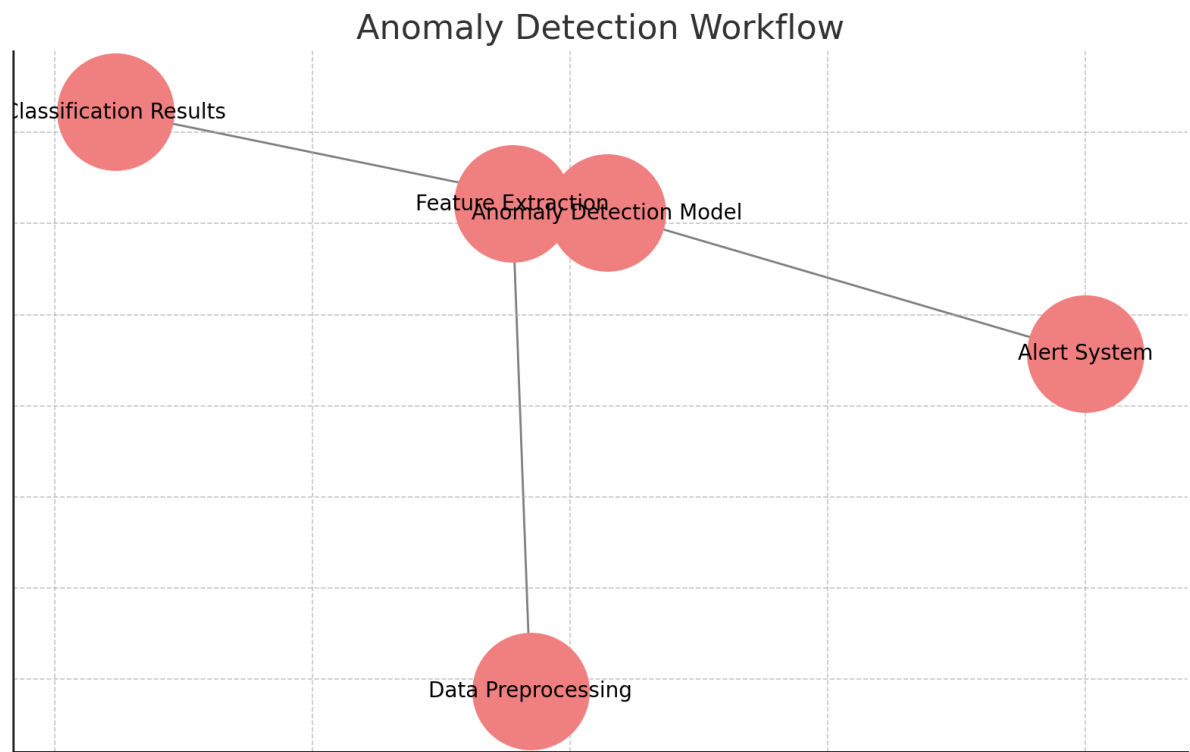 Anomaly Detection Workflow
Classification Results
Feature Extraction
Anomaly Detection Model
Alert System
Data Preprocessing